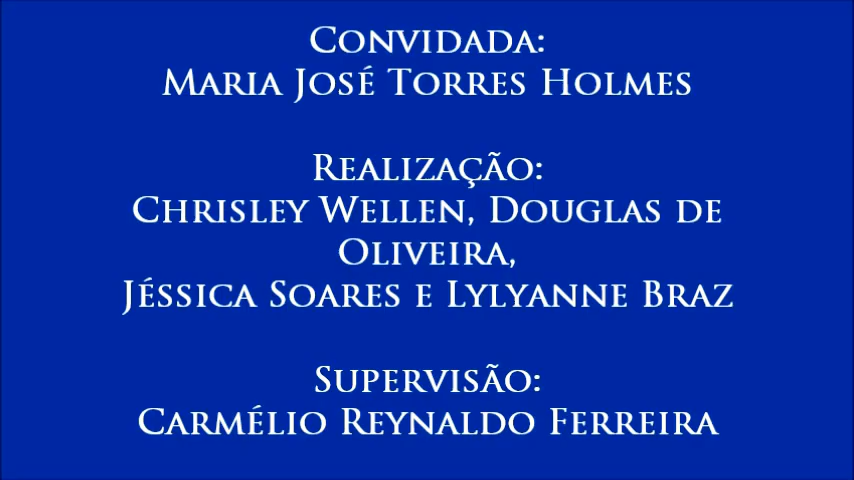 Convidada:
Maria José Torres Holmes
Realização:
Chrisley Wellen, Douglas de
Oliveira,
Jéssica Soares e Lylyanne Braz
Supervisão:
Carmélio Reynaldo Ferreira